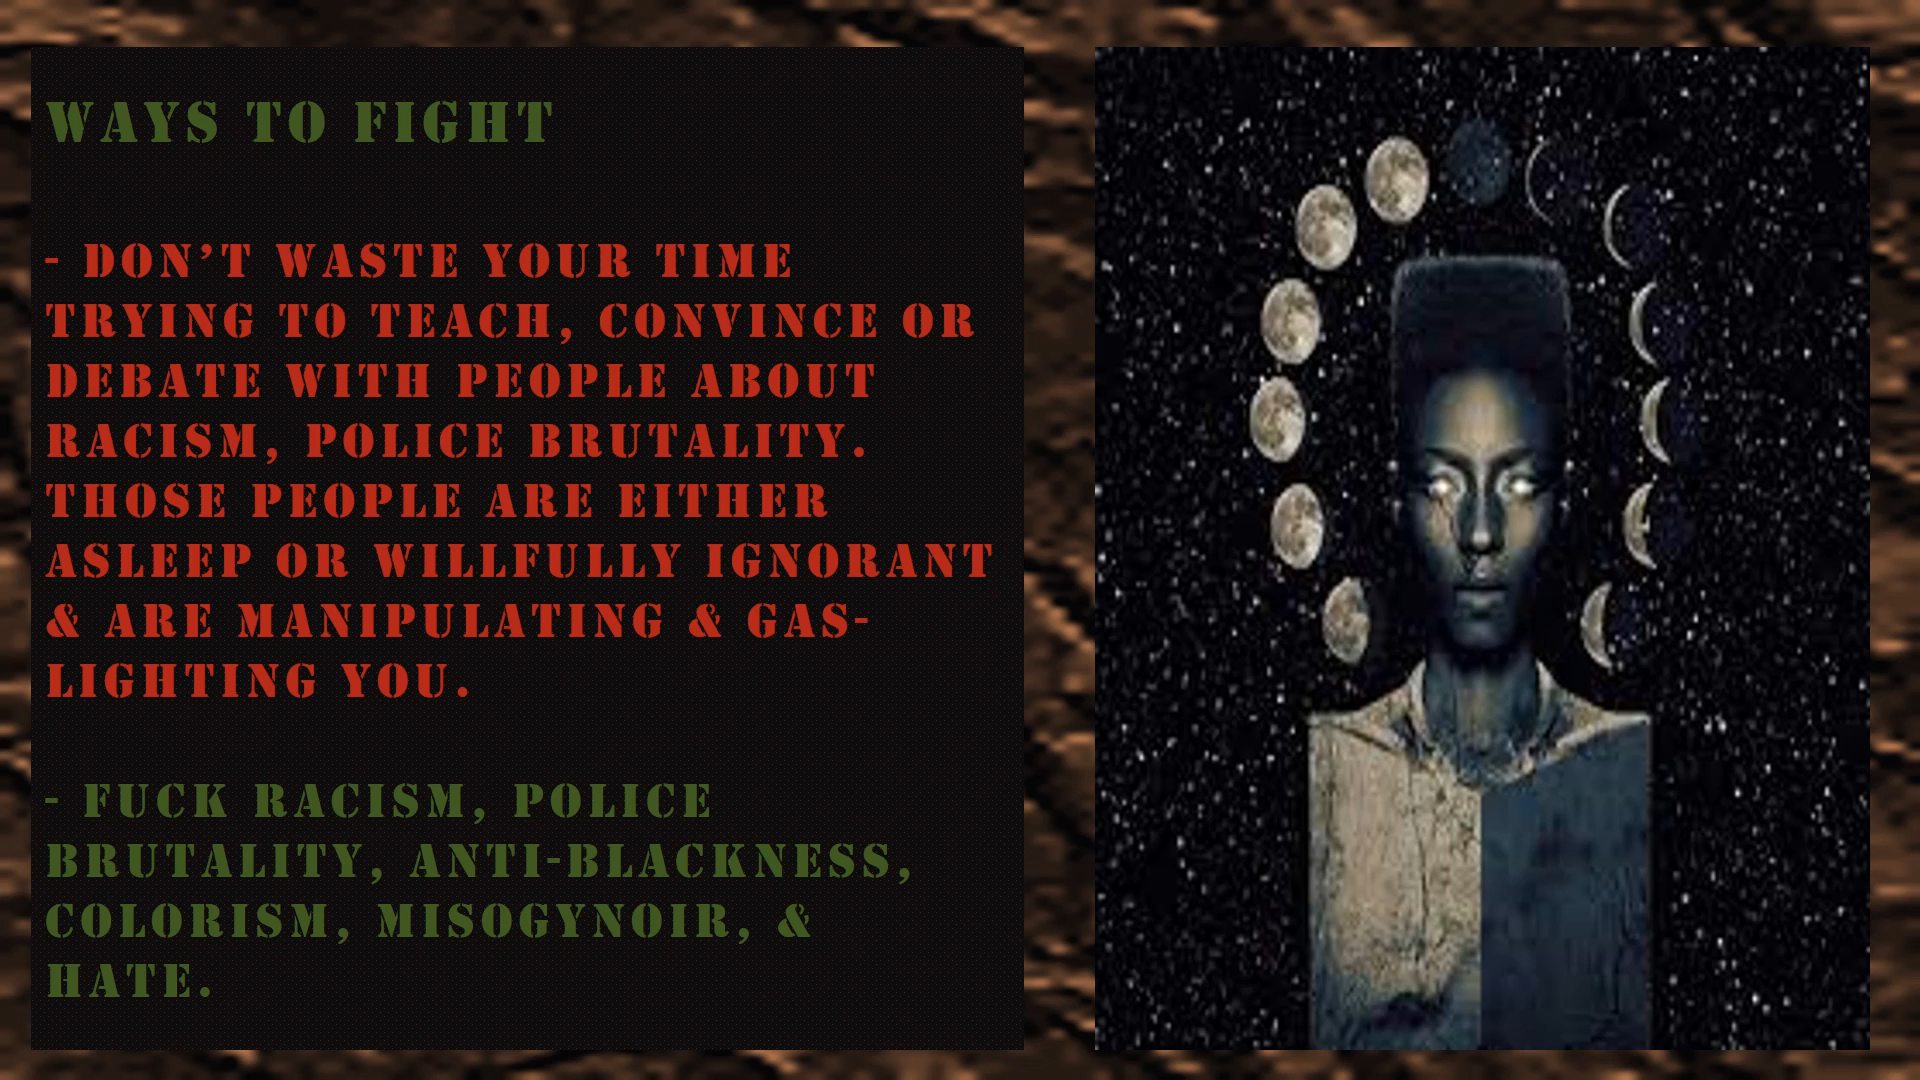 WAYS TO FIGHT
- DON'T WASTE YOUR TIME
TRYING TO TEACH, CONVINCE OR
DEBATE WITH PEOPLE ABOUT
RACISM, POLICE BRUTALITY.
THOSE PEOPLE ARE EITHER
ASLEEP OR WILLFULLY IGNORANT
& ARE MANIPULATING & GAS-
LIGHTING YOU.
- FUCK RACISM, POLICE
BRUTALITY, ANTI-BLACKNESS,
COLORISM, MISOGYNOIR, &
HATE.